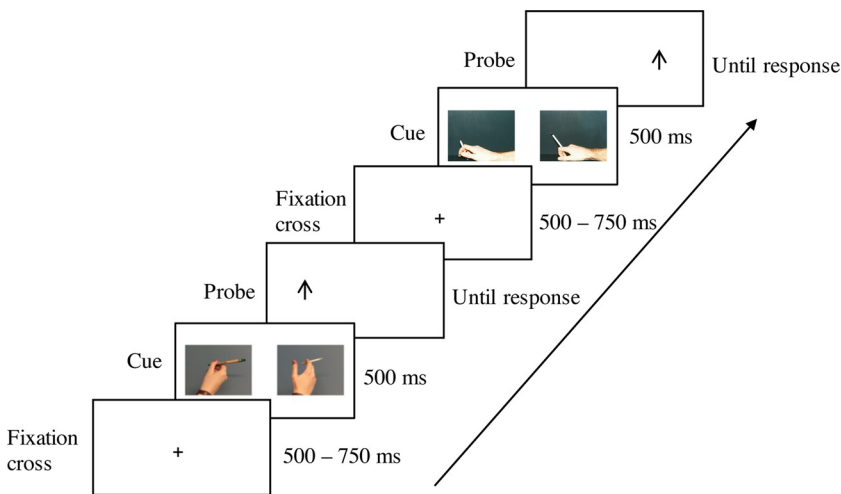 Probe
Until response
Cue
500 ms
Fixation
cross
500 – 750 ms
Probe
Until response
Cue
500 ms
Fixation
cross
500 – 750 ms